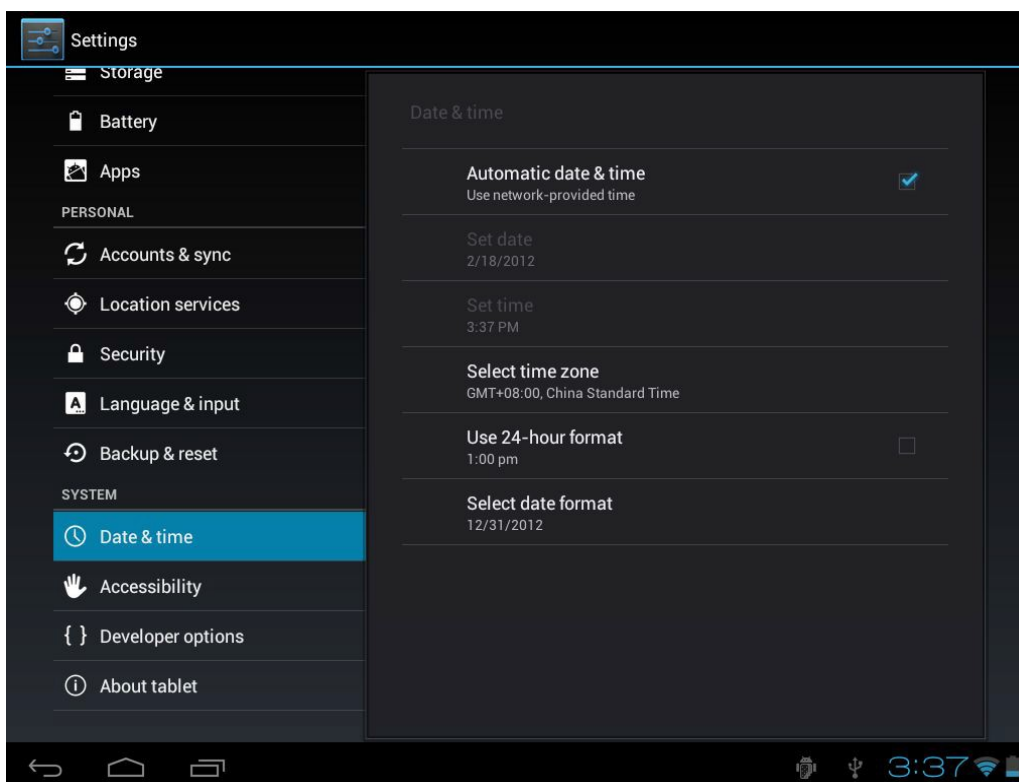 Settings
Storage
Battery
Apps
PERSONAL
Accounts & sync
Location services
Security
Language & input
Backup & reset
SYSTEM
Date & time
Accessibility
Developer options
About tablet
Date & time
Automatic date & time
Use network-provided time
Set date
2/18/2012
Set time
3:37 PM
Select time zone
GMT+08:00, China Standard Time
Use 24-hour format
1:00 pm
Select date format
12/31/2012
3:37